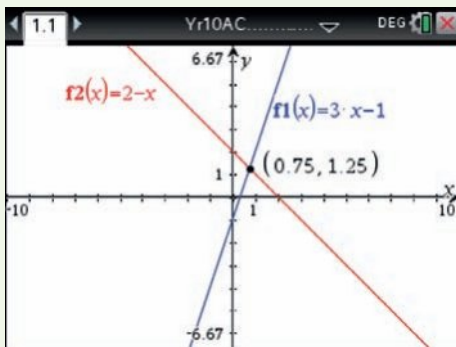 1.1 Yr10AC............ DEG
6.67 y
f2(x)=2-x
f1(x)=3·x-1
(0.75, 1.25)
1
x
-10 1 10
-6.67